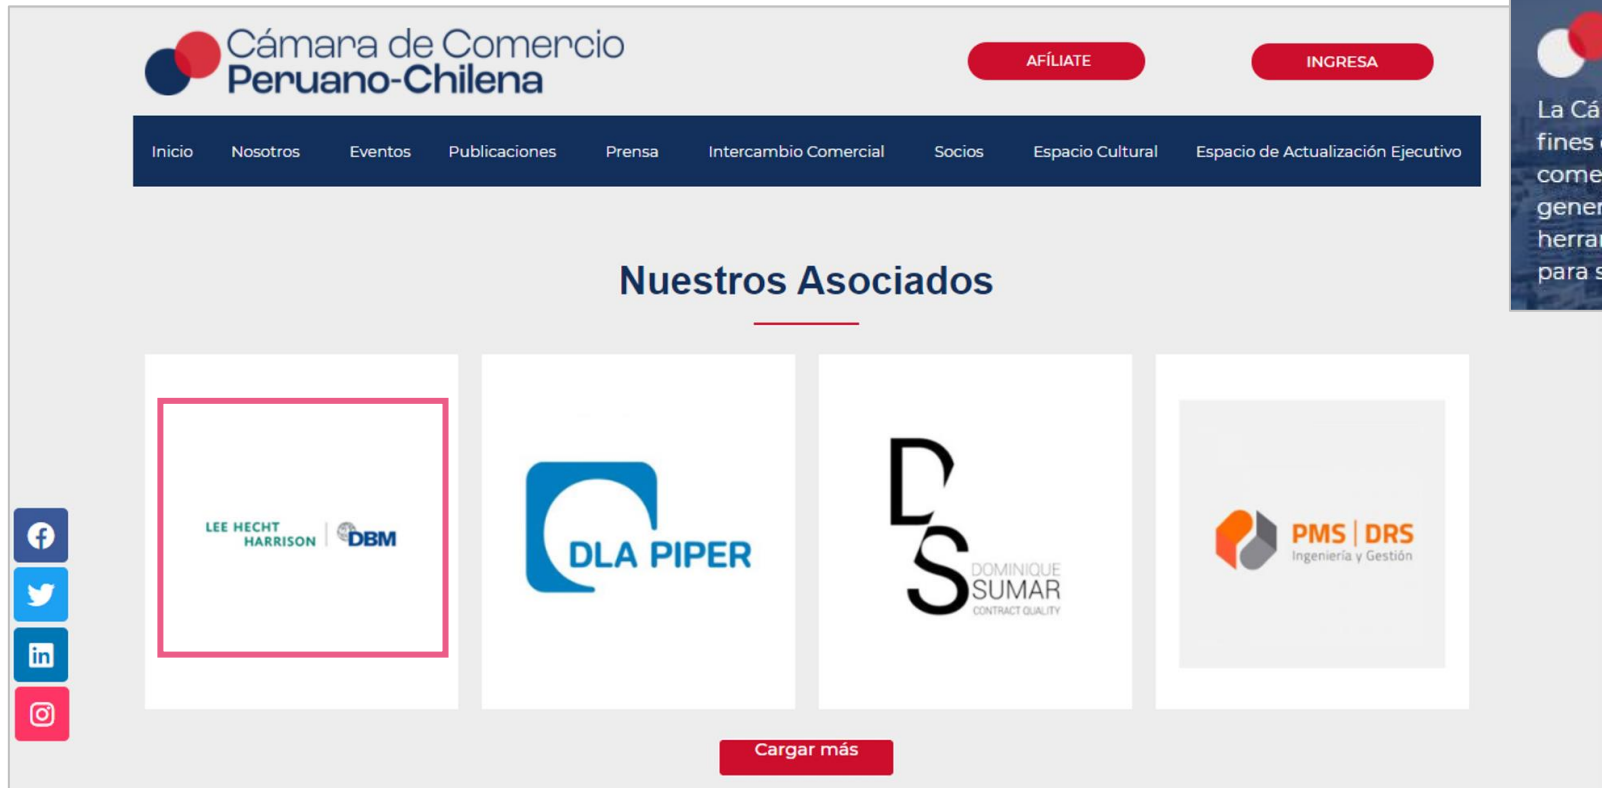 Cámara de Comercio
Peruano-Chilena
AFÍLIATE
INGRESA
Inicio Nosotros Eventos Publicaciones Prensa Intercambio Comercial Socios Espacio Cultural Espacio de Actualización Ejecutivo
La Cá
fines
come
gener
herra
para s
Nuestros Asociados
LEE HECHT
HARRISON
DBM
DLA PIPER
DS
DOMINIQUE
SUMAR
CONTRACT QUALITY
PMS | DRS
Ingeniería y Gestión
Cargar más